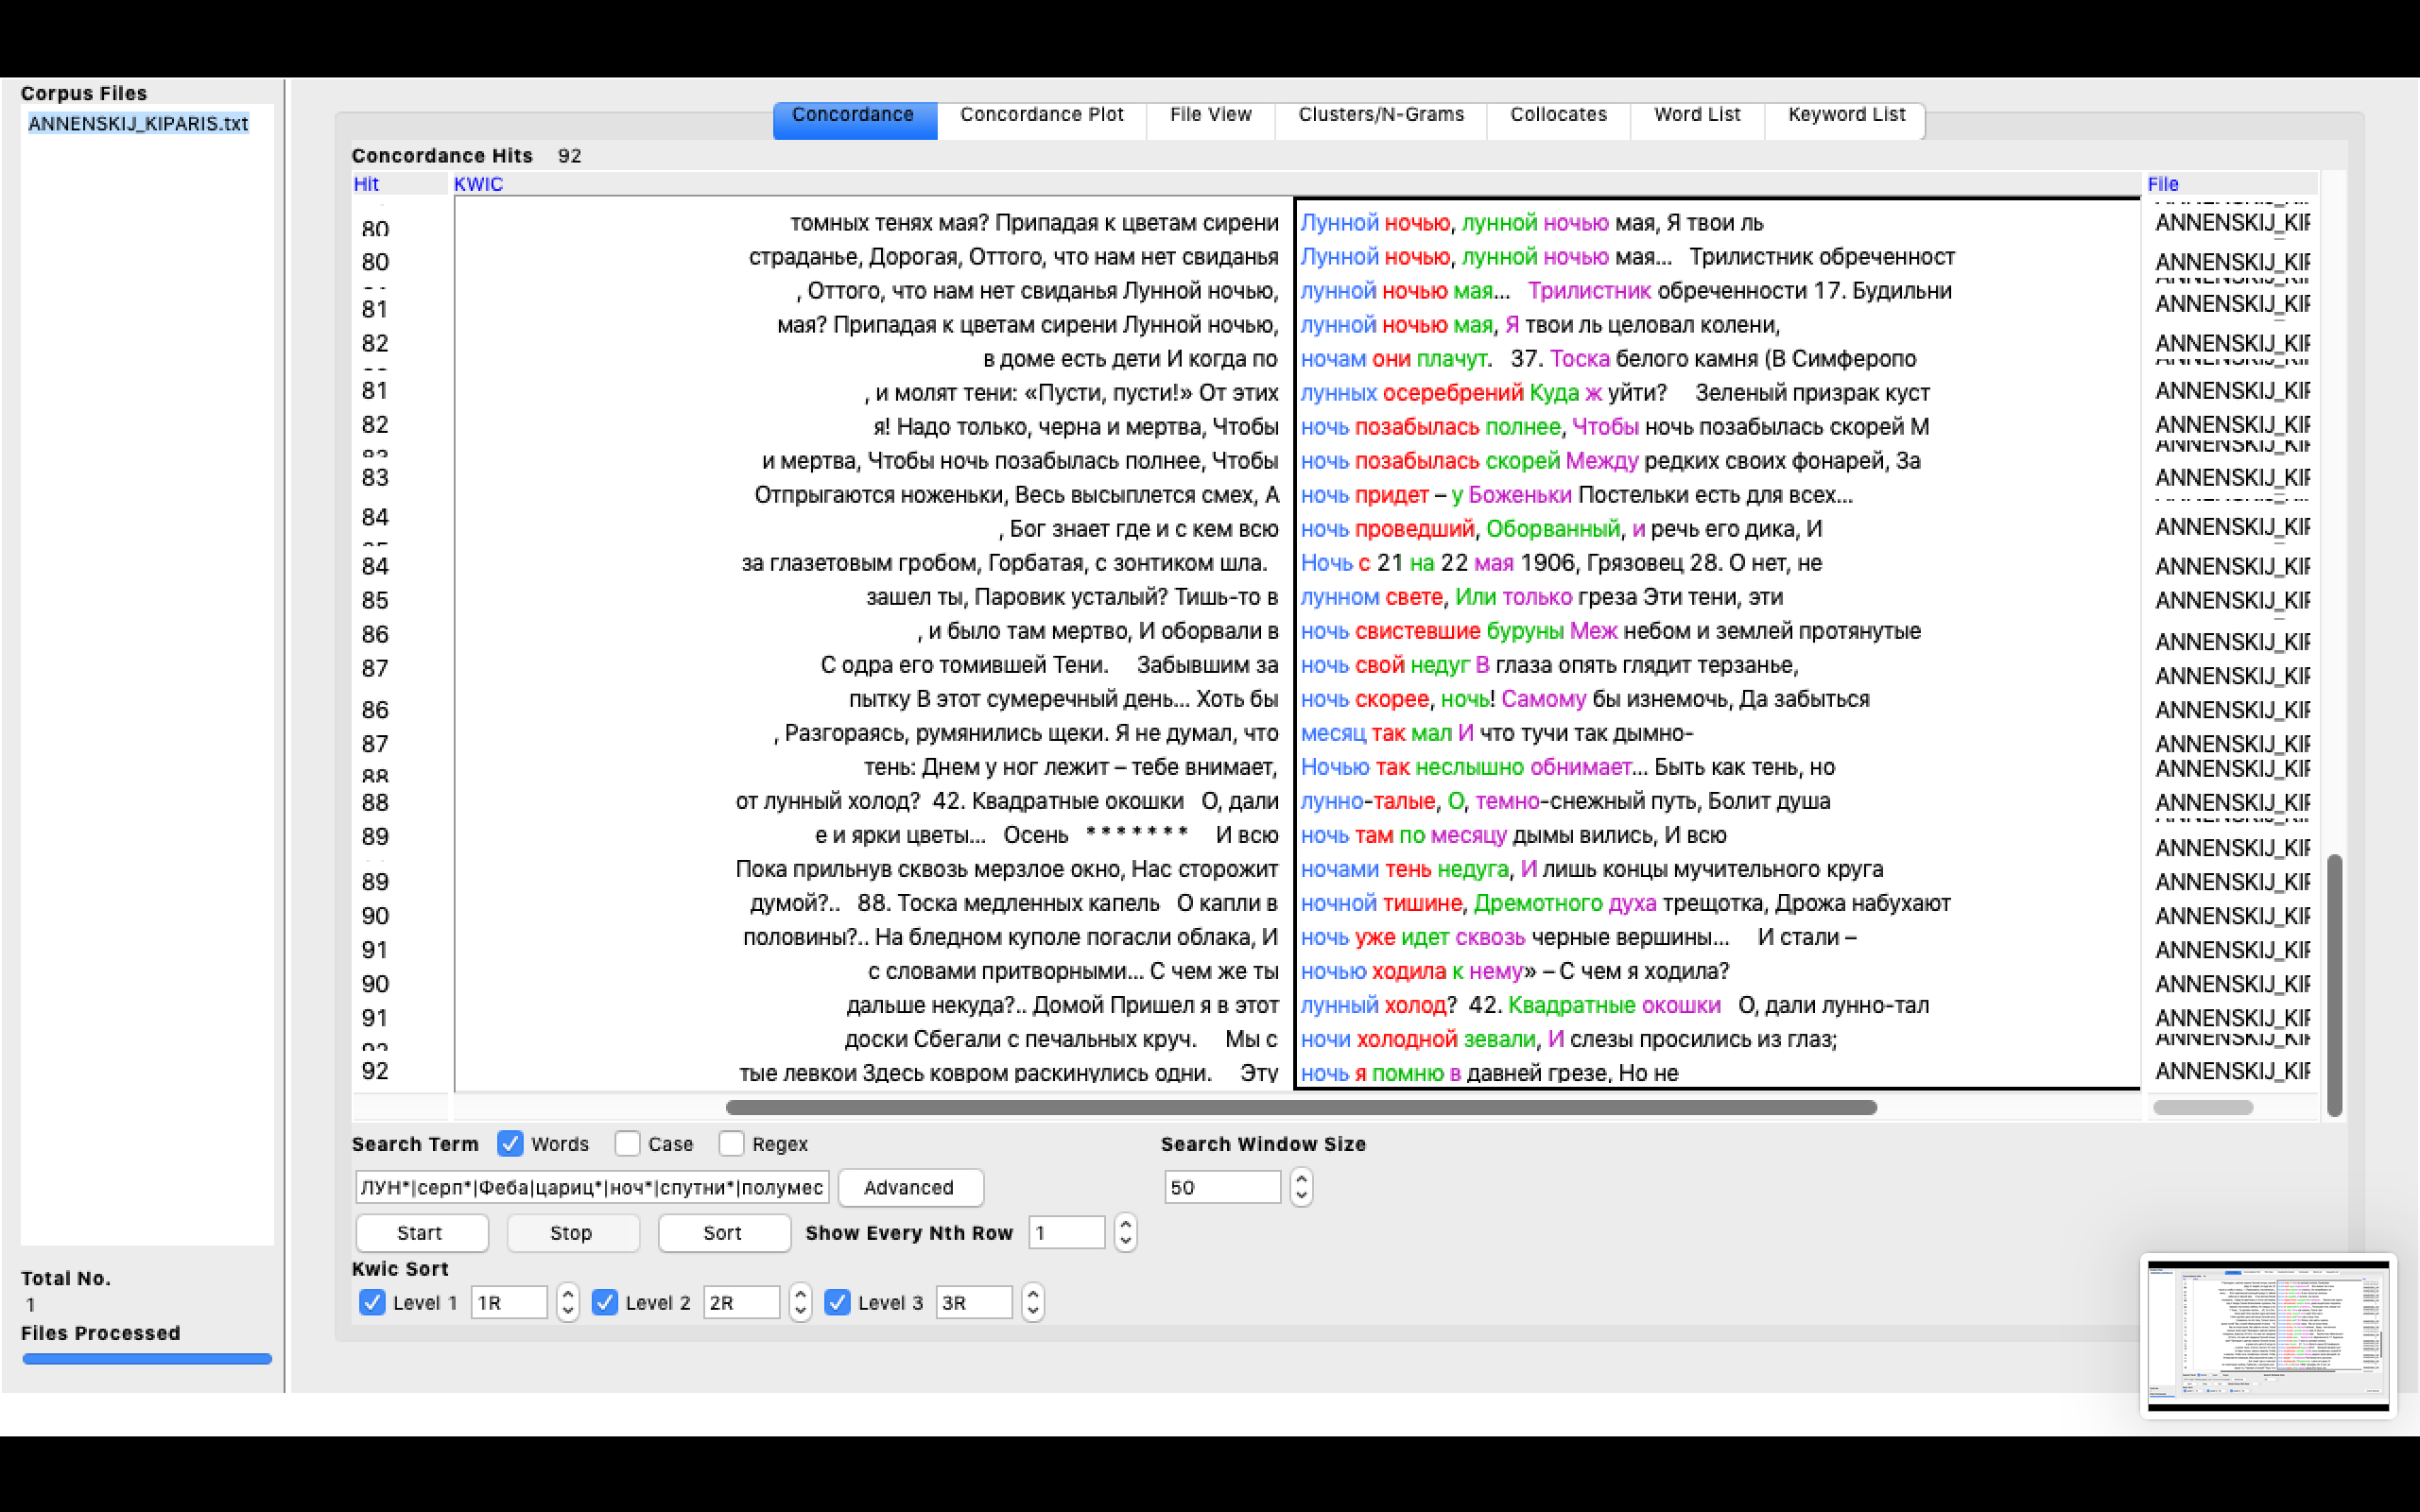 Corpus Files
ANNENSKIJ_KIPARIS.txt
Concordance Concordance Plot File View Clusters/N-Grams Collocates Word List Keyword List
Concordance Hits 92
Hit KWIC File
80 томных тенях мая? Припадая к цветам сирени Лунной ночью, лунной ночью мая, Я твои ль ANNENSKIJ_KIF
80 страданье, Дорогая, Оттого, что нам нет свиданья Лунной ночью, лунной ночью мая... Трилистник обреченност ANNENSKIJ_KIF
81 , Оттого, что нам нет свиданья Лунной ночью, лунной ночью мая... Трилистник обреченности 17. Будильни ANNENSKIJ_KIF
82 мая? Припадая к цветам сирени Лунной ночью, лунной ночью мая, Я твои ль целовал колени, ANNENSKIJ_KIF
в доме есть дети И когда по ночам они плачут. 37. Тоска белого камня (В Симферопо
81 , и молят тени: «Пусти, пусти!» От этих лунных осеребрений Куда ж уйти? Зеленый призрак куст ANNENSKIJ_KIF
82 я! Надо только, черна и мертва, Чтобы ночь позабылась полнее, Чтобы ночь позабылась скорей М ANNENSKIJ_KIF
83 и мертва, Чтобы ночь позабылась полнее, Чтобы ночь позабылась скорей Между редких своих фонарей, За ANNENSKIJ_KIF
Отпрыгаются ноженьки, Весь высыплется смех, А ночь придет – у Боженьки Постельки есть для всех...
84 , Бог знает где и с кем всю ночь проведший, Оборванный, и речь его дика, И ANNENSKIJ_KIF
84 за глазетовым гробом, Горбатая, с зонтиком шла. Ночь с 21 на 22 мая 1906, Грязовец 28. О нет, не ANNENSKIJ_KIF
85 зашел ты, Паровик усталый? Тишь-то в лунном свете, Или только греза Эти тени, эти ANNENSKIJ_KIF
86 , и было там мертво, И оборвали в ночь свистевшие буруны Меж небом и землей протянутые ANNENSKIJ_KIF
87 С одра его томившей Тени. Забывшим за ночь свой недуг В глаза опять глядит терзанье, ANNENSKIJ_KIF
86 пытку В этот сумеречный день... Хоть бы ночь скорее, ночь! Самому бы изнемочь, Да забыться ANNENSKIJ_KIF
87 , Разгораясь, румянились щеки. Я не думал, что месяц так мал И что тучи так дымно- ANNENSKIJ_KIF
88 тень: Днем у ног лежит – тебе внимает, Ночью так неслышно обнимает... Быть как тень, но ANNENSKIJ_KIF
88 от лунный холод? 42. Квадратные окошки О, дали лунно-талые, О, темно-снежный путь, Болит душа ANNENSKIJ_KIF
89 е и ярки цветы... Осень ******* И всю ночь там по месяцу дымы вились, И всю ANNENSKIJ_KIF
89 Пока прильнув сквозь мерзлое окно, Нас сторожит ночами тень недуга, И лишь концы мучительного круга ANNENSKIJ_KIF
90 думой?.. 88. Тоска медленных капель О капли в ночной тишине, Дремотного духа трещотка, Дрожа набухают ANNENSKIJ_KIF
91 половины?.. На бледном куполе погасли облака, И ночь уже идет сквозь черные вершины... И стали – ANNENSKIJ_KIF
90 с словами притворными... С чем же ты ночью ходила к нему» – С чем я ходила? ANNENSKIJ_KIF
91 дальше некуда?.. Домой Пришел я в этот лунный холод? 42. Квадратные окошки О, дали лунно-тал ANNENSKIJ_KIF
доски Сбегали с печальных круч. Мы с ночи холодной зевали, И слезы просились из глаз; ANNENSKIJ_KIF
92 тые левкои Здесь ковром раскинулись одни. Эту ночь я помню в давней грезе, Но не ANNENSKIJ_KIF
Search Term Words Case Regex Search Window Size
ЛУН*|серп*|Феба|цариц*|ноч*|спутни*|полумес Advanced 50
Start Stop Sort Show Every Nth Row 1
Kwic Sort
Level 1 1R Level 2 2R Level 3 3R
Total No.
1
Files Processed